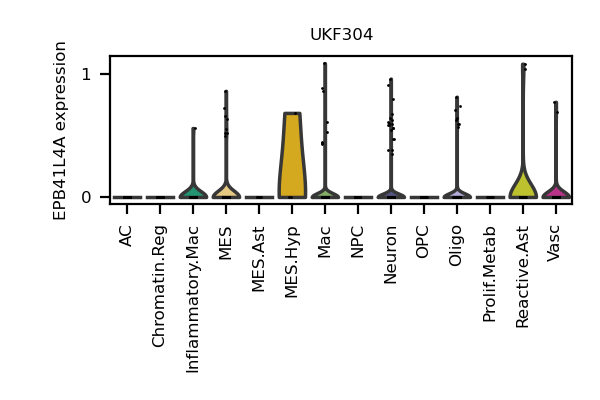 UKF304
EPB41L4A expression
1
0
AC
Chromatin.Reg
Inflammatory.Mac
MES
MES.Ast
MES.Hyp
Mac
NPC
Neuron
OPC
Oligo
Prolif.Metab
Reactive.Ast
Vasc